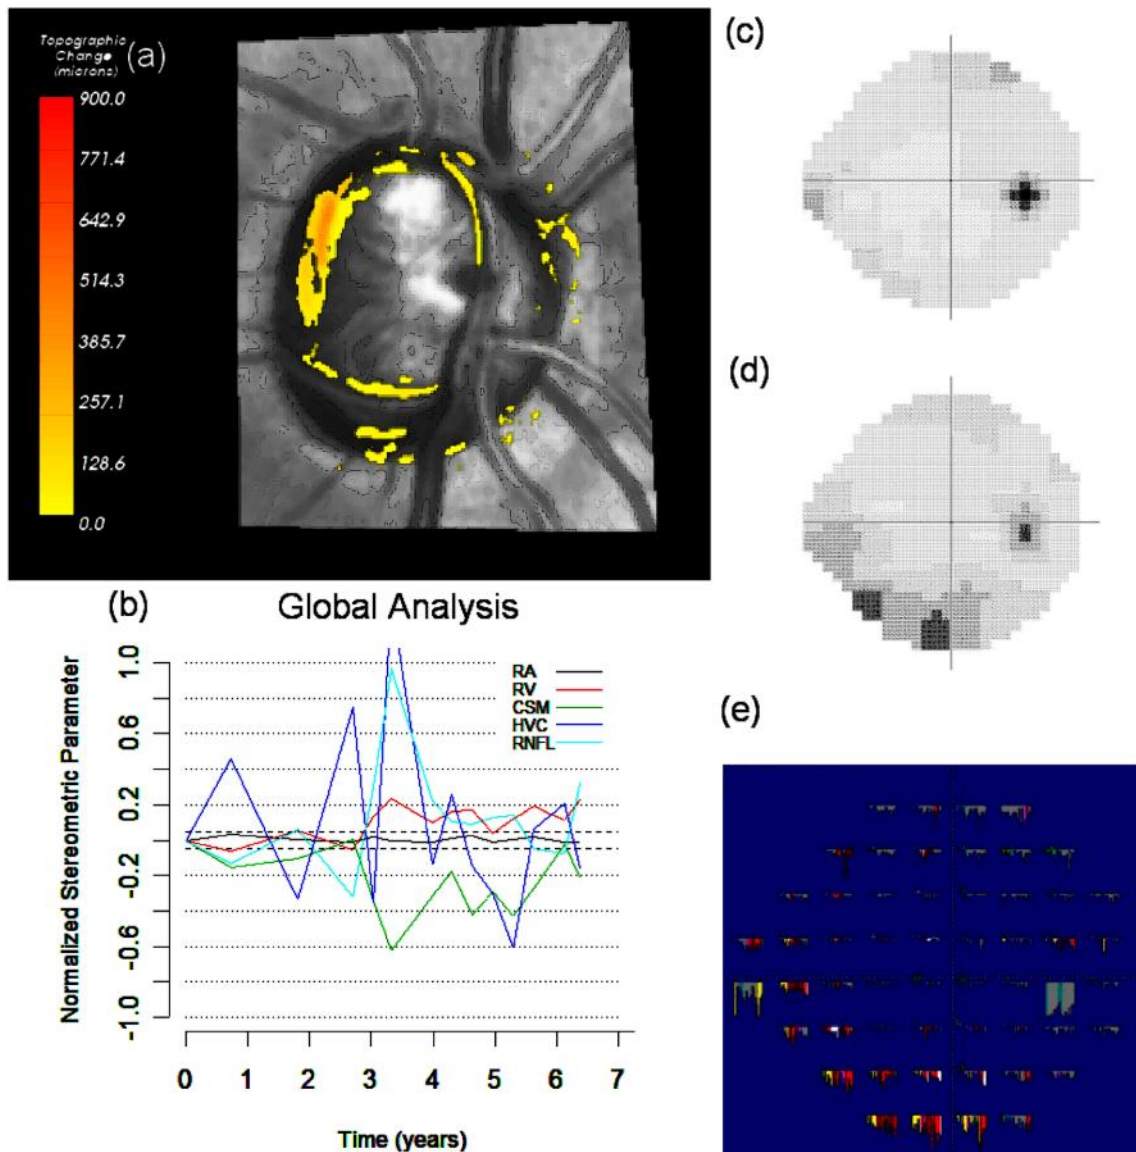 Topographic
Change
(microns)
(a)
900.0
771.4
642.9
514.3
385.7
257.1
128.6
0.0
(b)
Global Analysis
Normalized Stereometric Parameter
1.0
0.6
0.2
-0.2
-0.6
-1.0
RA
RV
CSM
HVC
RNFL
0 1 2 3 4 5 6 7
Time (years)
(c)
(d)
(e)